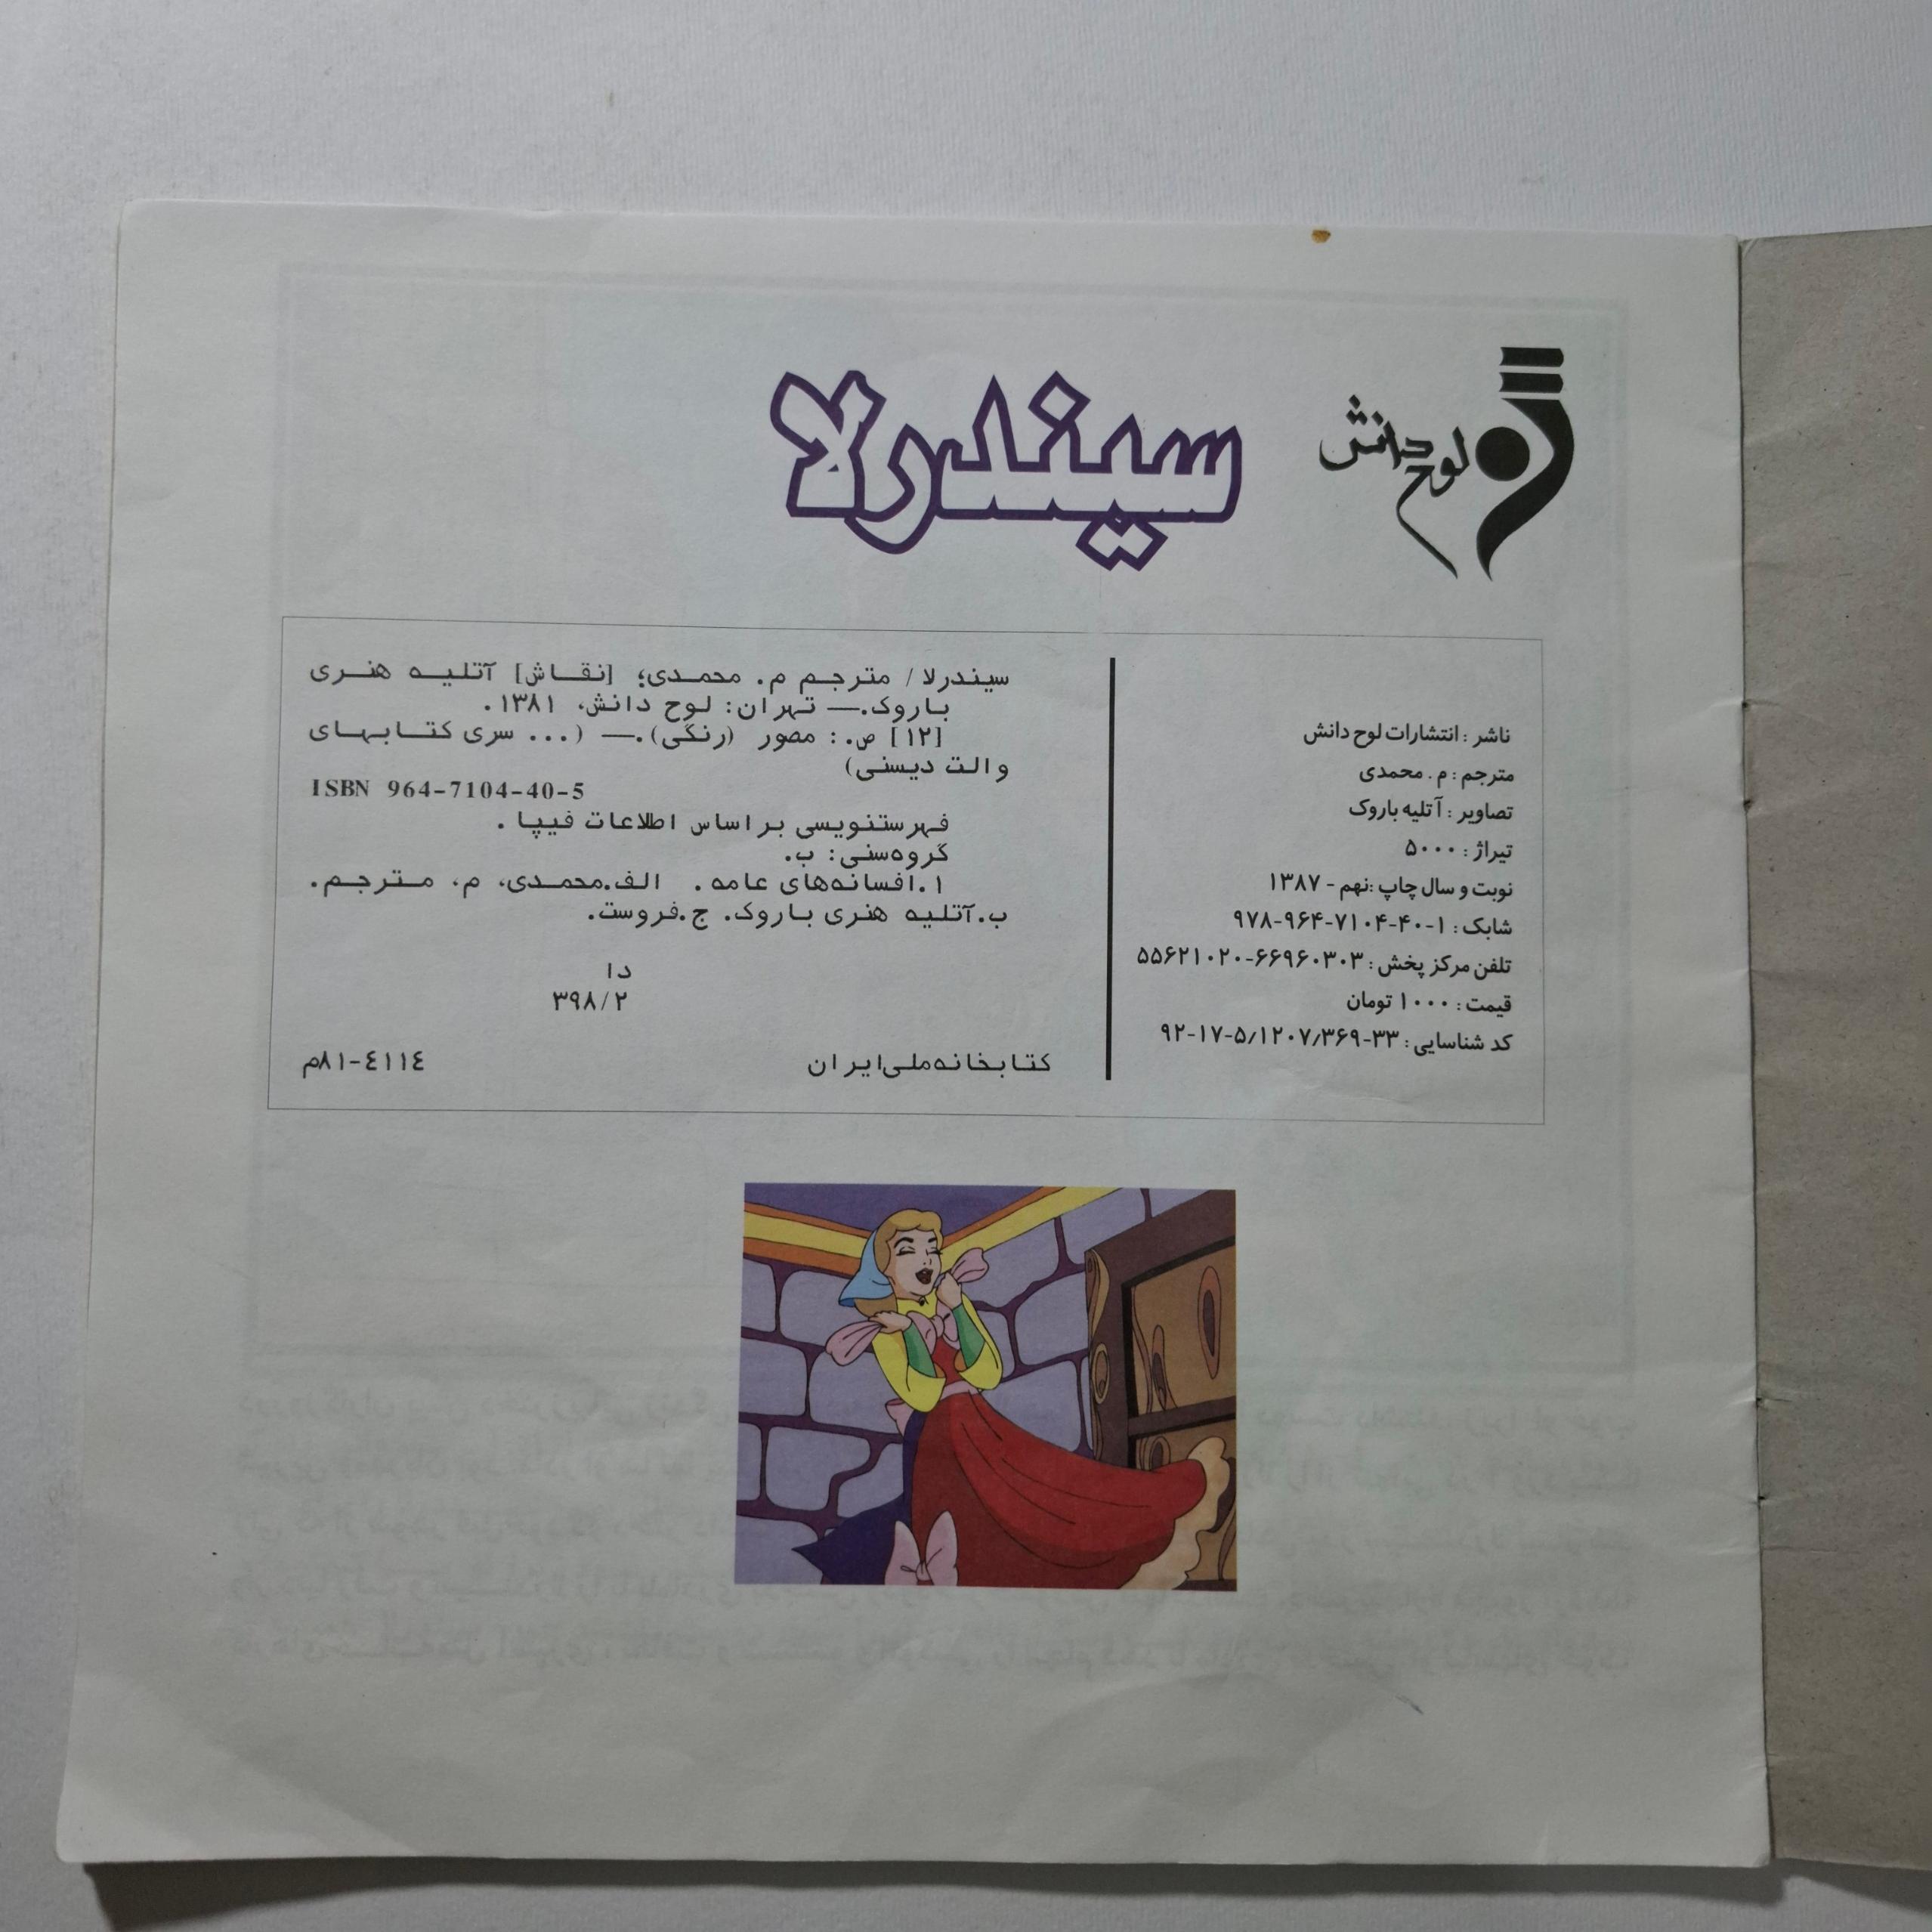 لوح دانش
سیندرلا
ناشر : انتشارات لوح دانش
مترجم : م . محمدی
تصاویر : آتلیه باروک
تیراژ : ۵۰۰۰
نوبت و سال چاپ :نهم - ۱۳۸۷
شابک : ۱-۴۰-۷۱۰۴-۹۶۴-۹۷۸
تلفن مرکز پخش : ۶۶۹۶۰۳۰۳-۵۵۶۲۱۰۲۰
قیمت : ۱۰۰۰ تومان
کد شناسایی : ۳۳-۳۶۹/۱۲۰۷/۵-۱۷-۹۲
سیندرلا / مترجم م. محمدی؛ [نقاش] آتلیه هنری
باروک.— تهران: لوح دانش، ۱۳۸۱.
[۱۲] ص.: مصور (رنگی).— (... سری کتابهای
والت دیسنی)
ISBN 964-7104-40-5
فهرستنویسی براساس اطلاعات فیپا.
گروه‌سنی: ب.
۱.افسانه‌های عامه. الف.محمدی، م، مترجم.
ب.آتلیه هنری باروک. ج.فروست.
دا
۳۹۸/۲
کتابخانه‌ملی‌ایران
م۸۱-٤۱۱٤